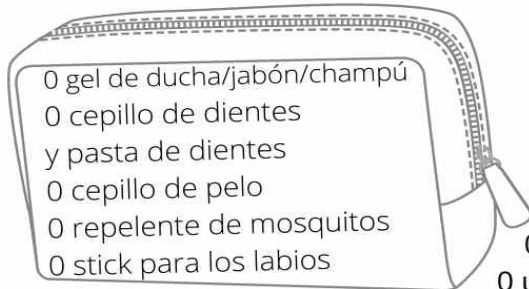 0 gel de ducha/jabón/champú
0 cepillo de dientes
y pasta de dientes
0 cepillo de pelo
0 repelente de mosquitos
0 stick para los labios
0